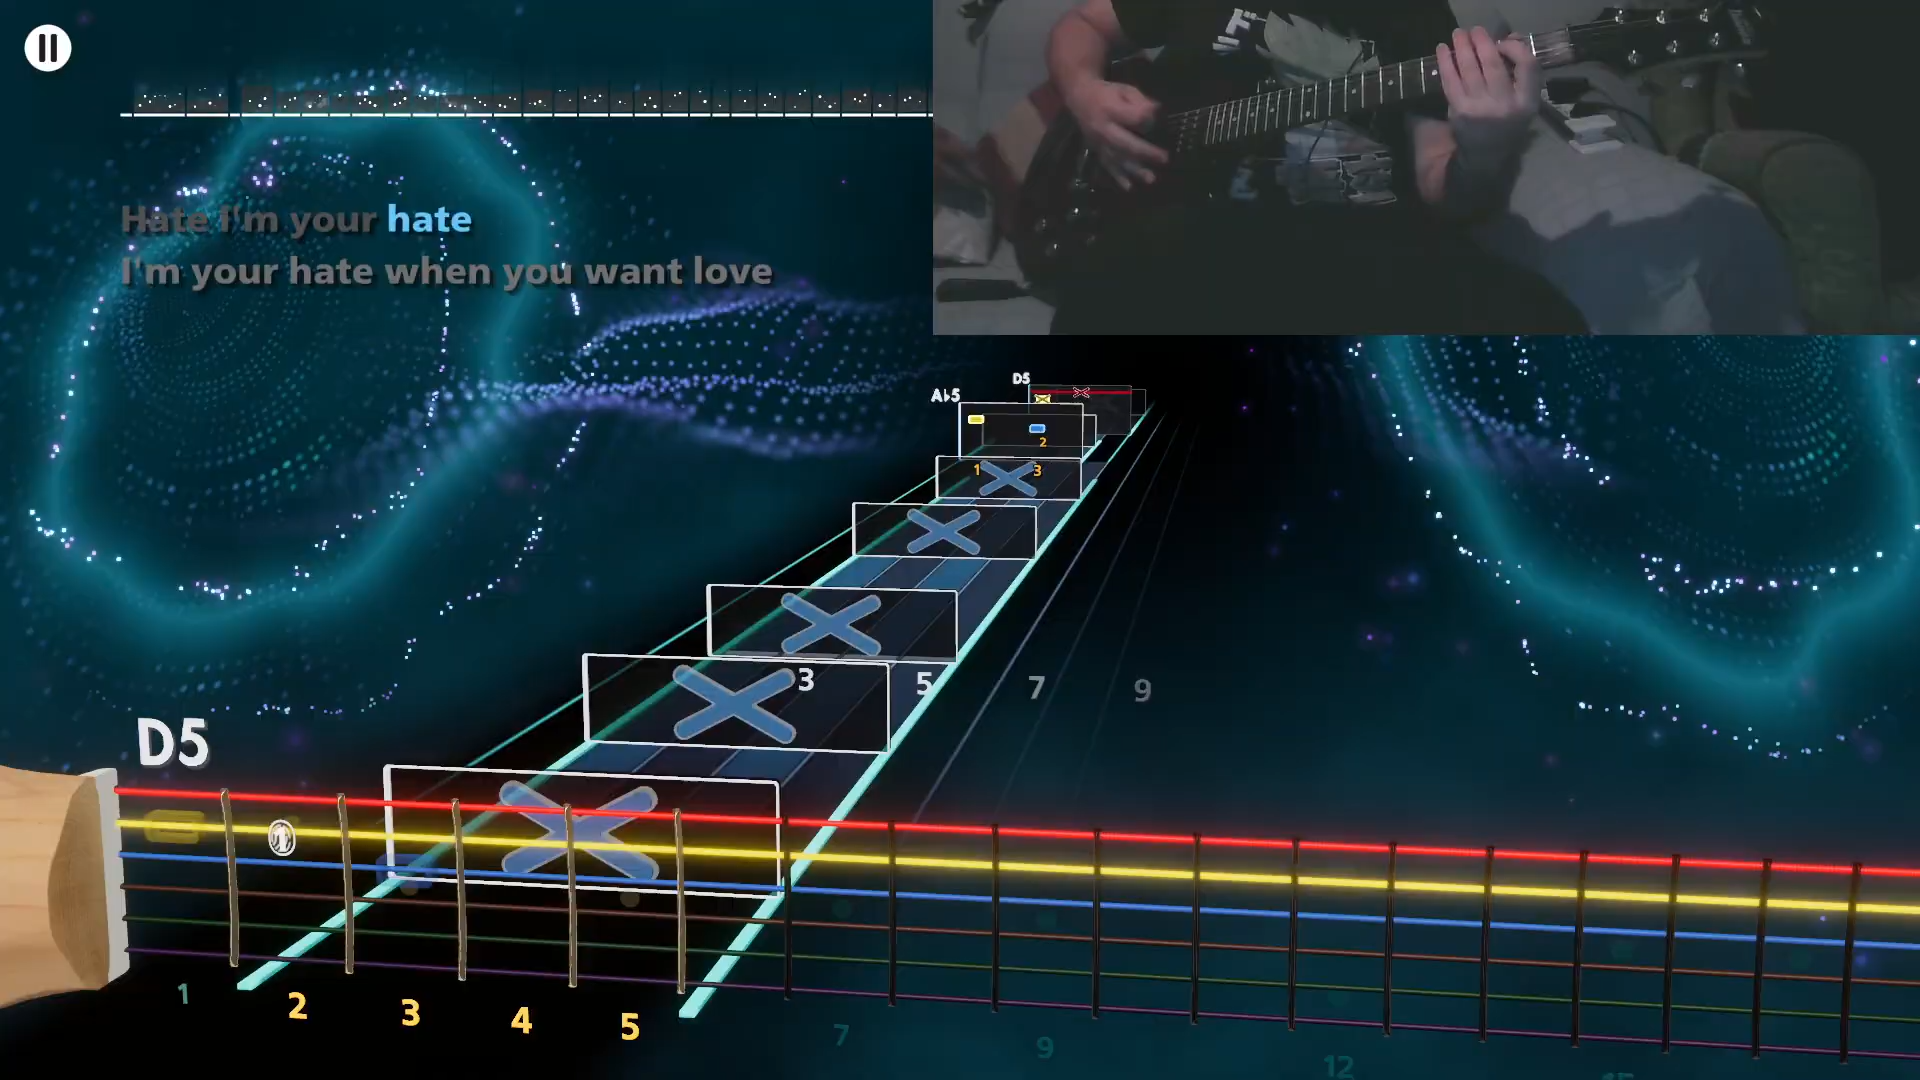 Hate I'm your hate
I'm your hate when you want love
D5
A♭5
2
1 3
3 5 7 9
D5
1 2 3 4 5 7 9 12